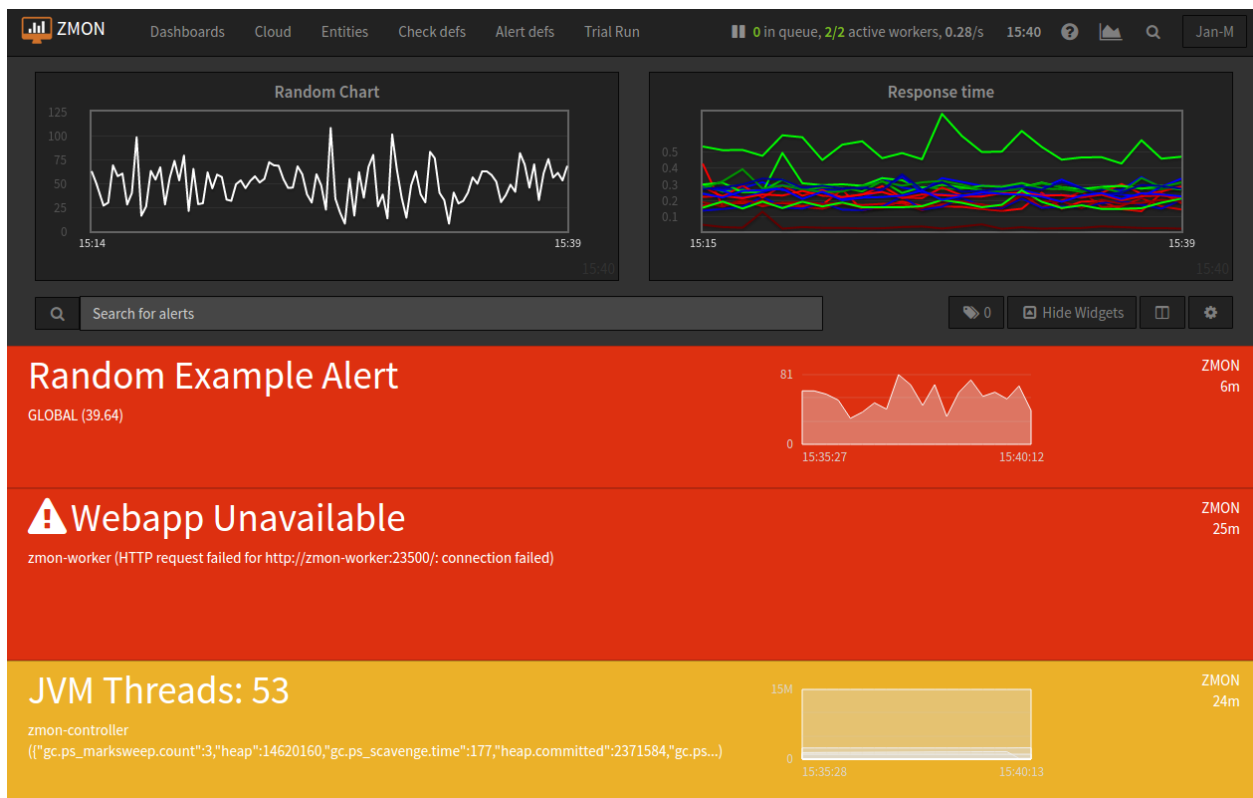 ZMON Dashboards Cloud Entities Check defs Alert defs Trial Run 0 in queue, 2/2 active workers, 0.28/s 15:40 Jan-M
Random Chart
125
100
75
50
25
0
15:14 15:39
15:40
Response time
0.5
0.4
0.3
0.2
0.1
15:15 15:39
15:40
Search for alerts 0 Hide Widgets
Random Example Alert
GLOBAL (39.64)
81
0
15:35:27 15:40:12
ZMON
6m
Webapp Unavailable
zmon-worker (HTTP request failed for http://zmon-worker:23500/: connection failed)
ZMON
25m
JVM Threads: 53
zmon-controller
({"gc.ps_marksweep.count":3,"heap":14620160,"gc.ps_scavenge.time":177,"heap.committed":2371584,"gc.ps...)
15M
0
15:35:28 15:40:13
ZMON
24m